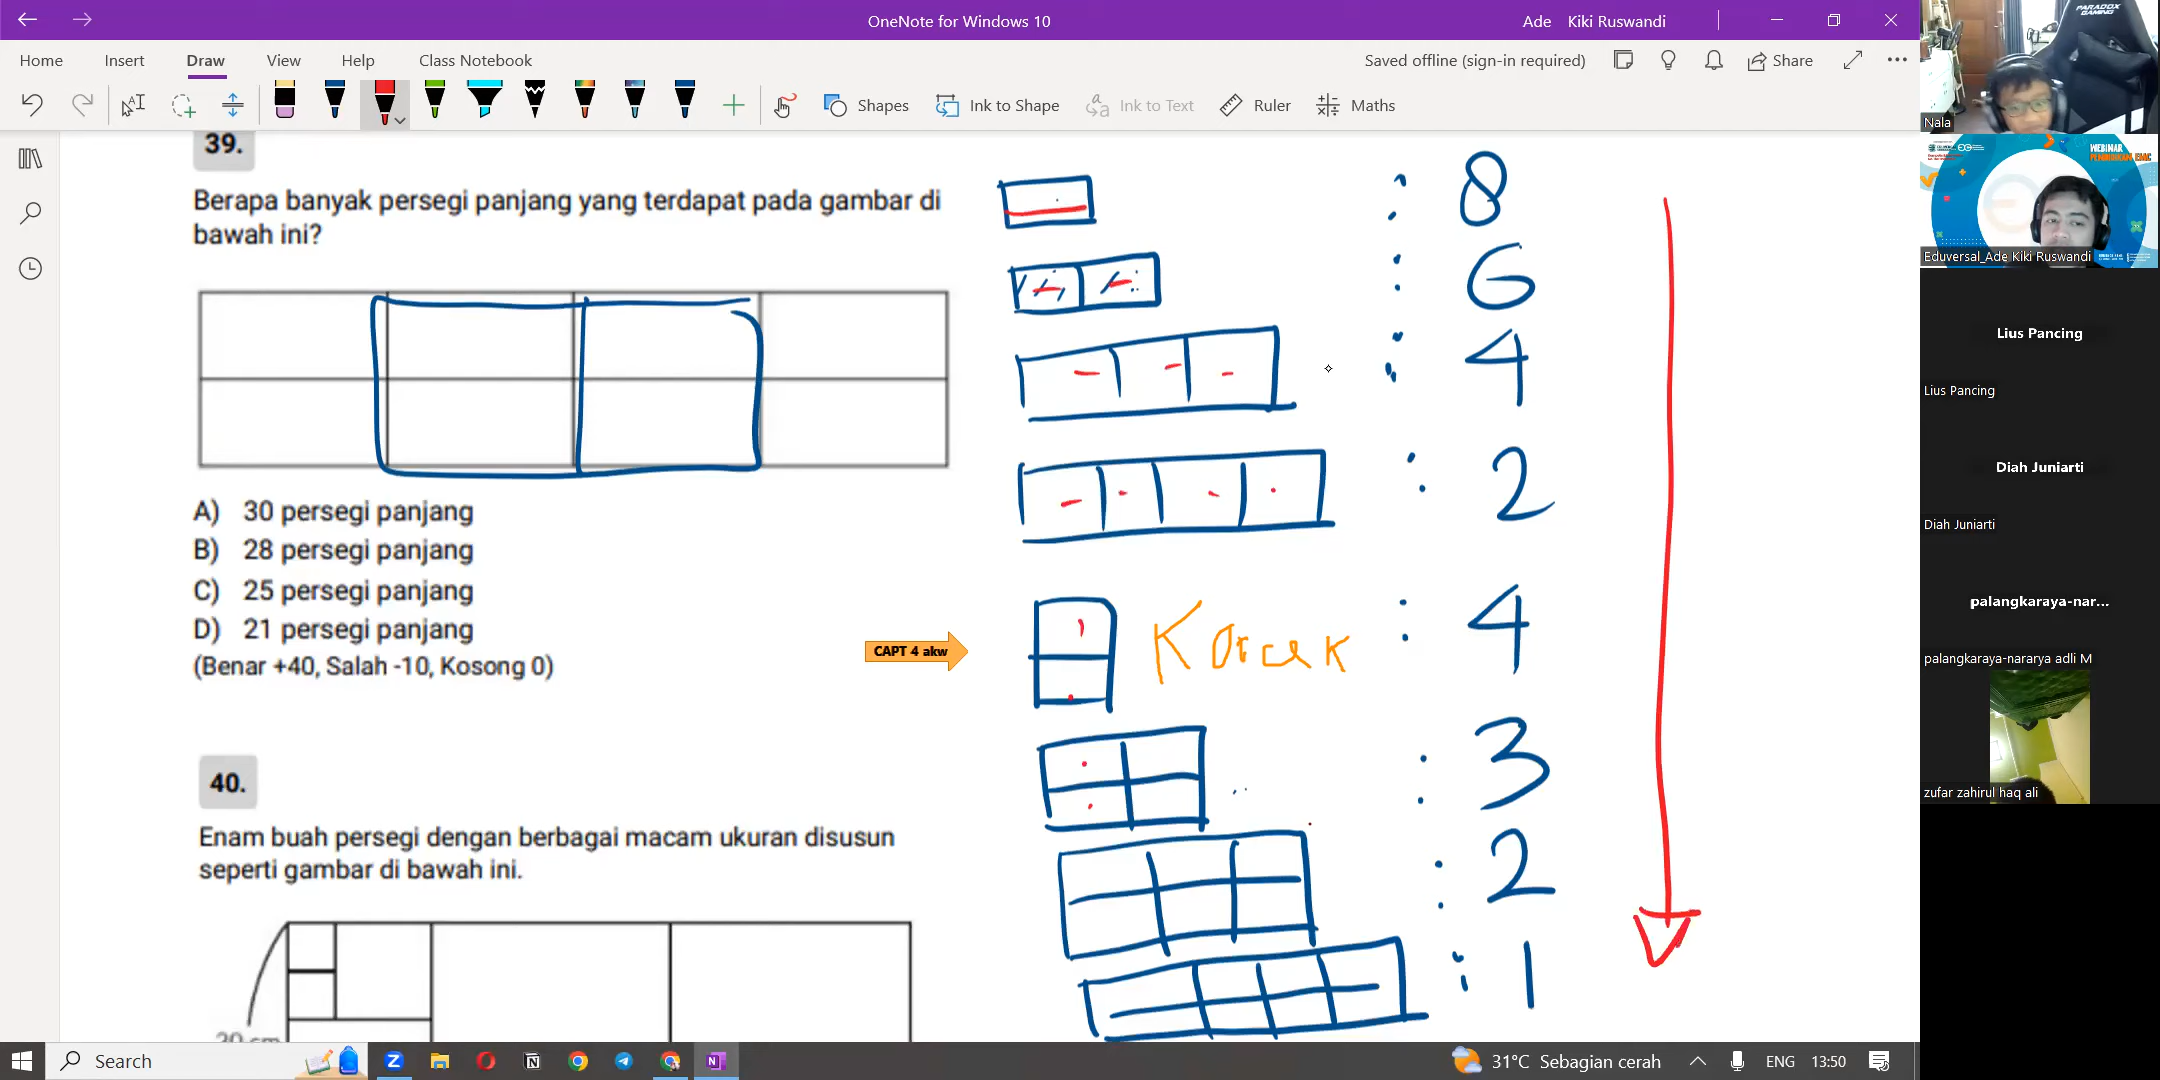 OneNote for Windows 10
Ade Kiki Ruswandi
Home Insert Draw View Help Class Notebook
Saved offline (sign-in required)
Share
Shapes
Ink to Shape
Ink to Text
Ruler
Maths
39.
Berapa banyak persegi panjang yang terdapat pada gambar di
bawah ini?
A) 30 persegi panjang
B) 28 persegi panjang
C) 25 persegi panjang
D) 21 persegi panjang
(Benar +40, Salah -10, Kosong 0)
CAPT 4 akw
: 8
: 6
: 4
: 2
: 4
: 3
: 2
: 1
40.
Enam buah persegi dengan berbagai macam ukuran disusun
seperti gambar di bawah ini.
PARADOX
GAMING
Nala
WEBINAR
PENDIDIKAN EMC
Eduversal_Ade Kiki Ruswandi
Lius Pancing
Lius Pancing
Diah Juniarti
Diah Juniarti
palangkaraya-nar...
palangkaraya-nararya adli M
zufar zahirul haq ali
Search
31°C Sebagian cerah
ENG
13:50